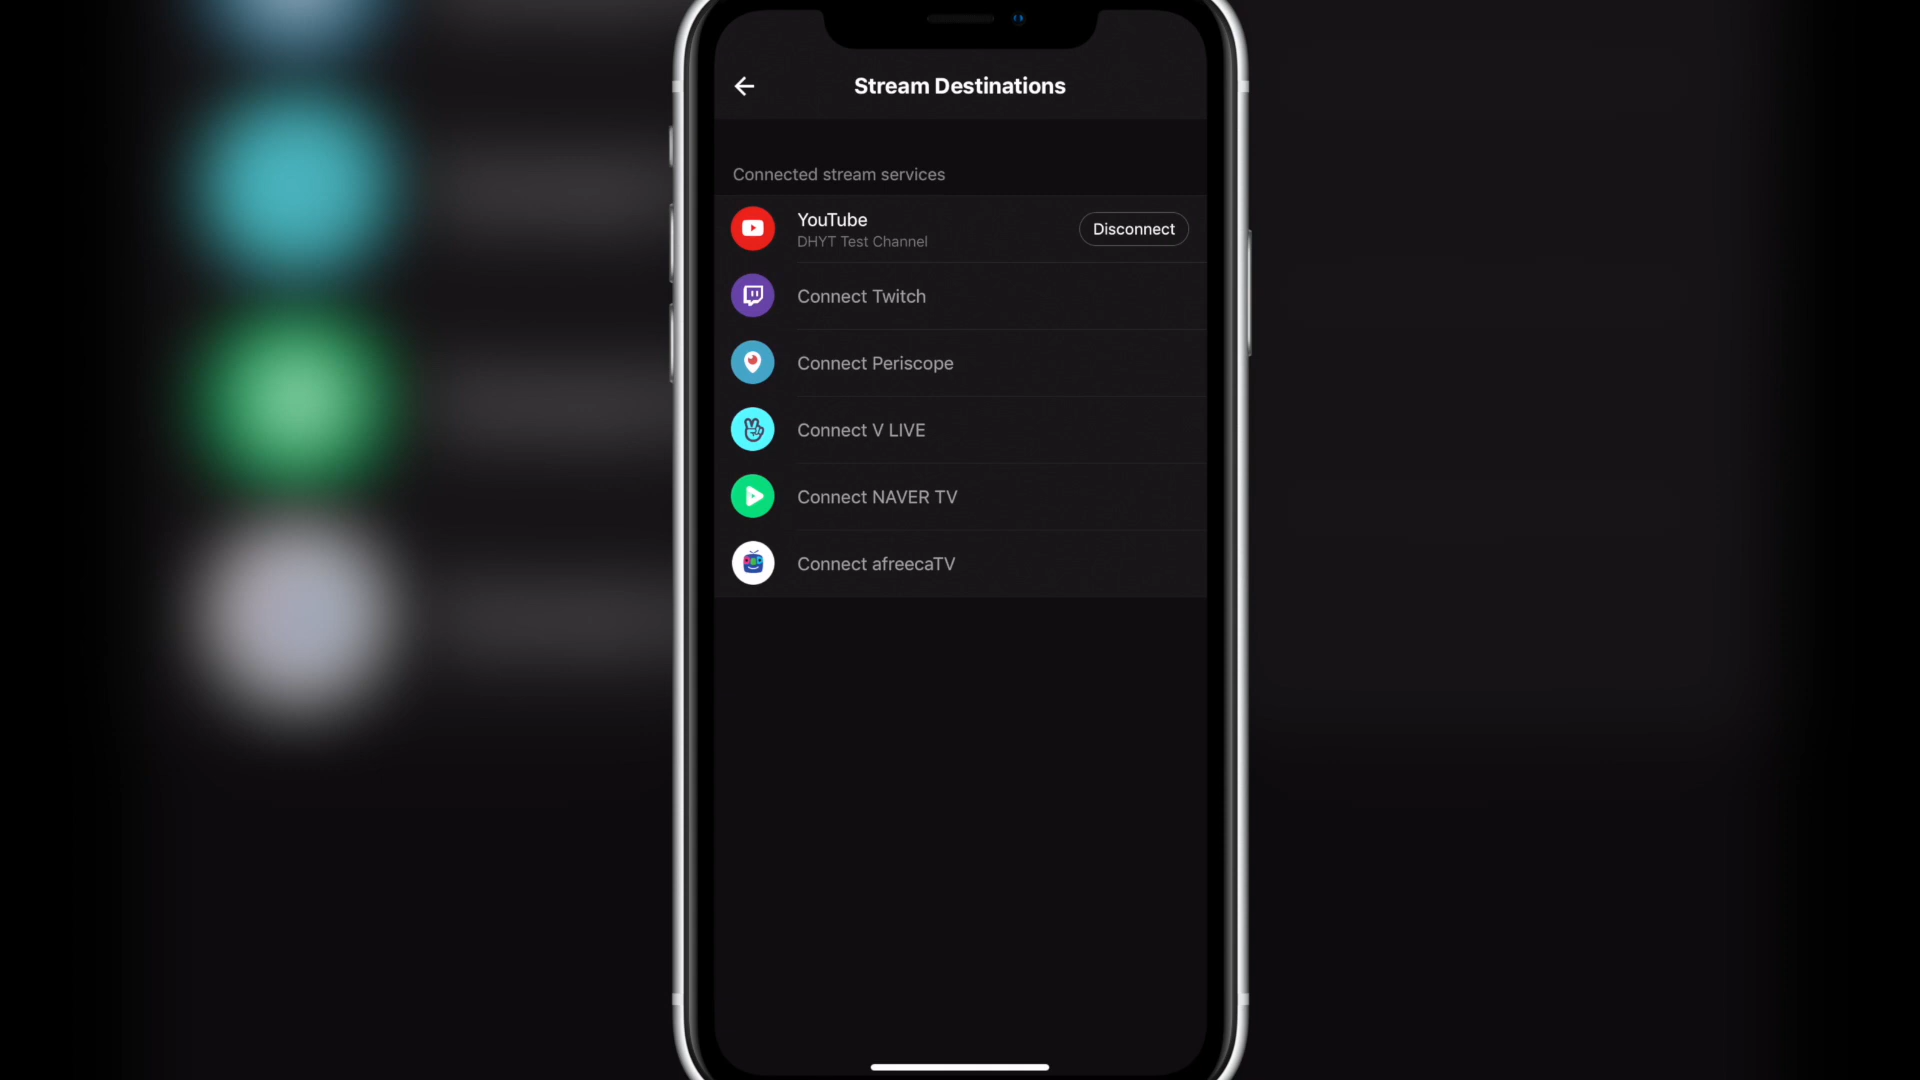 Stream Destinations
Connected stream services
YouTube
DHYT Test Channel
Disconnect
Connect Twitch
Connect Periscope
Connect V LIVE
Connect NAVER TV
Connect afreecaTV